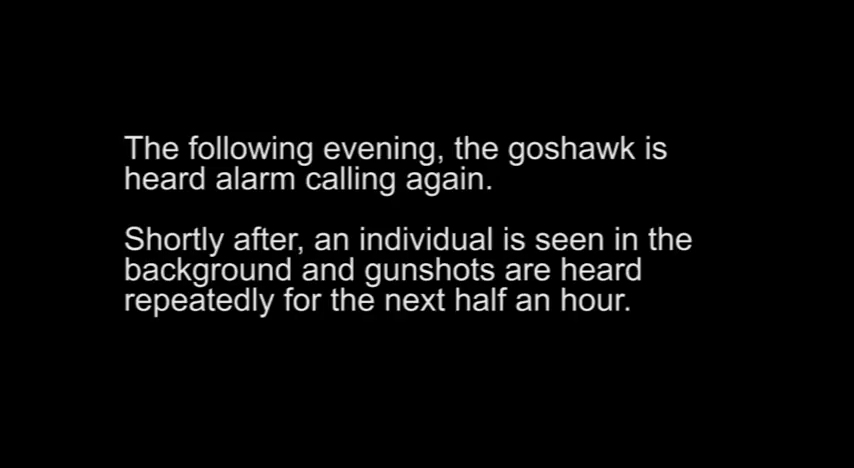 The following evening, the goshawk is
heard alarm calling again.
Shortly after, an individual is seen in the
background and gunshots are heard
repeatedly for the next half an hour.